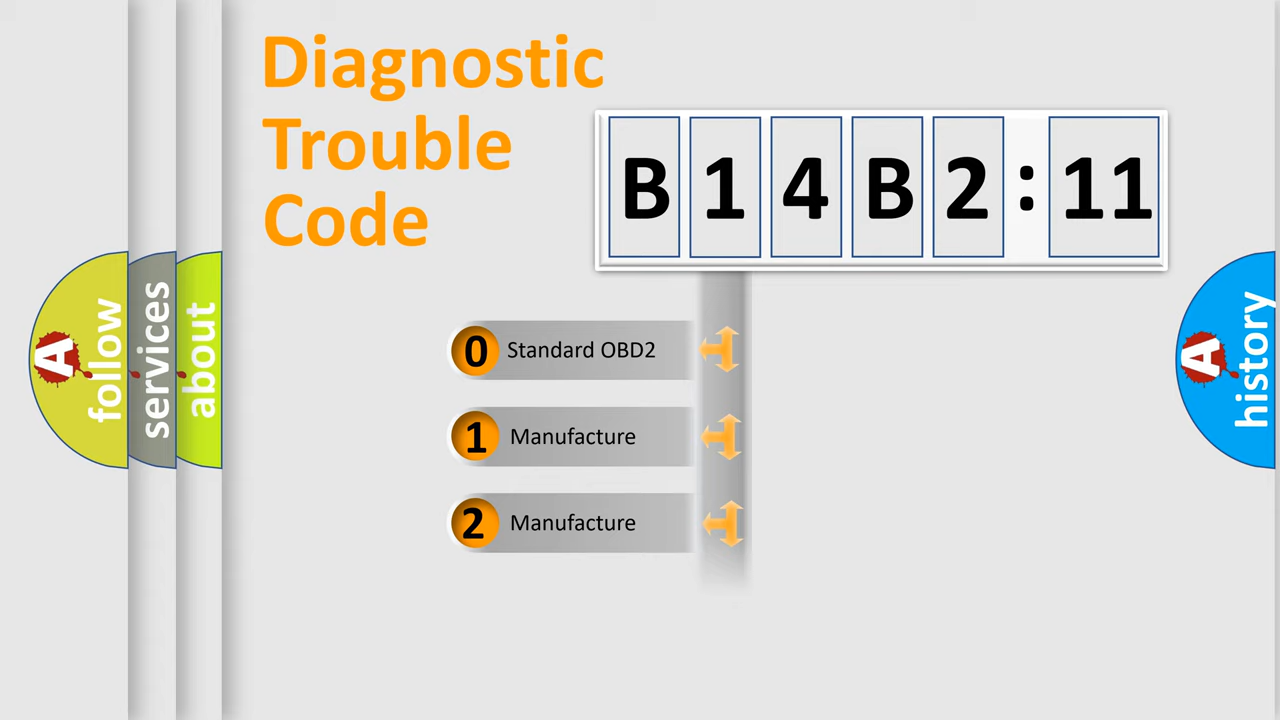 Diagnostic
Trouble
Code
B 1 4 B 2 : 11
0 Standard OBD2
1 Manufacture
2 Manufacture
A follow
services
about
A history